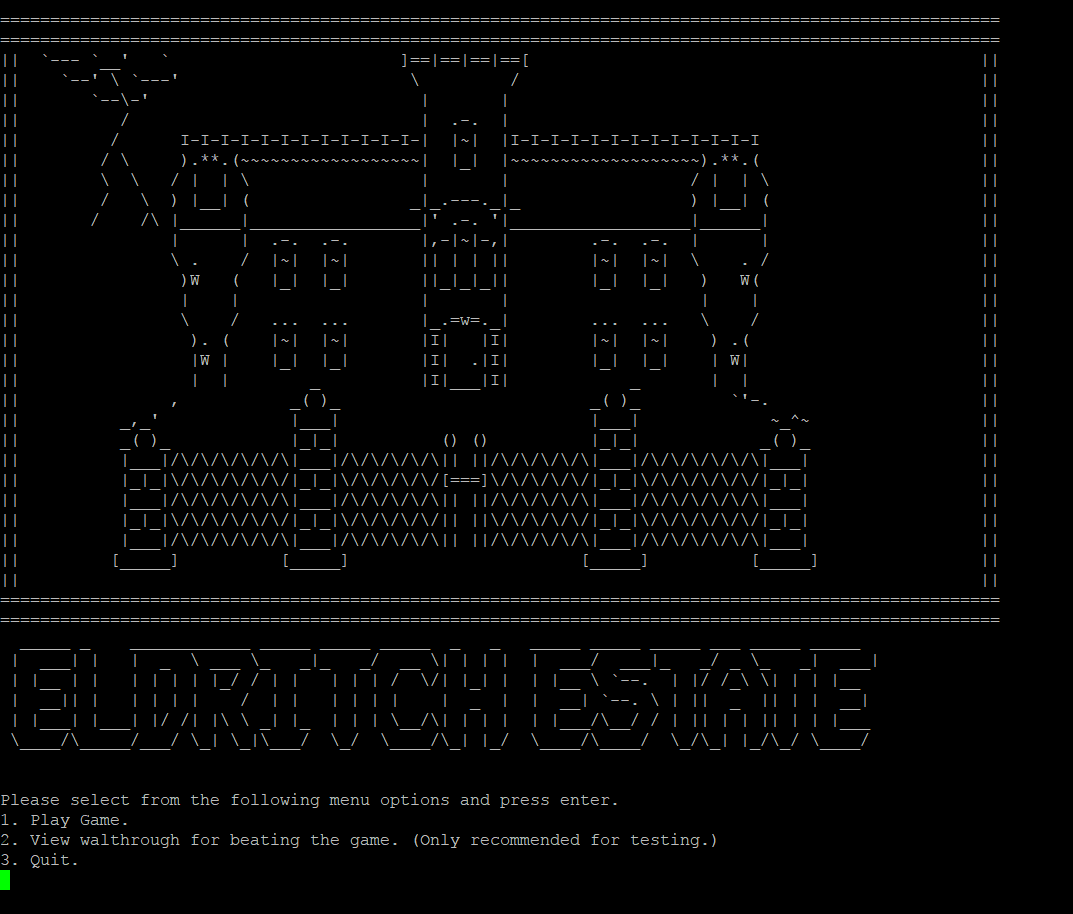 ELDRITCH ESTATE
Please select from the following menu options and press enter.
1. Play Game.
2. View walthrough for beating the game. (Only recommended for testing.)
3. Quit.